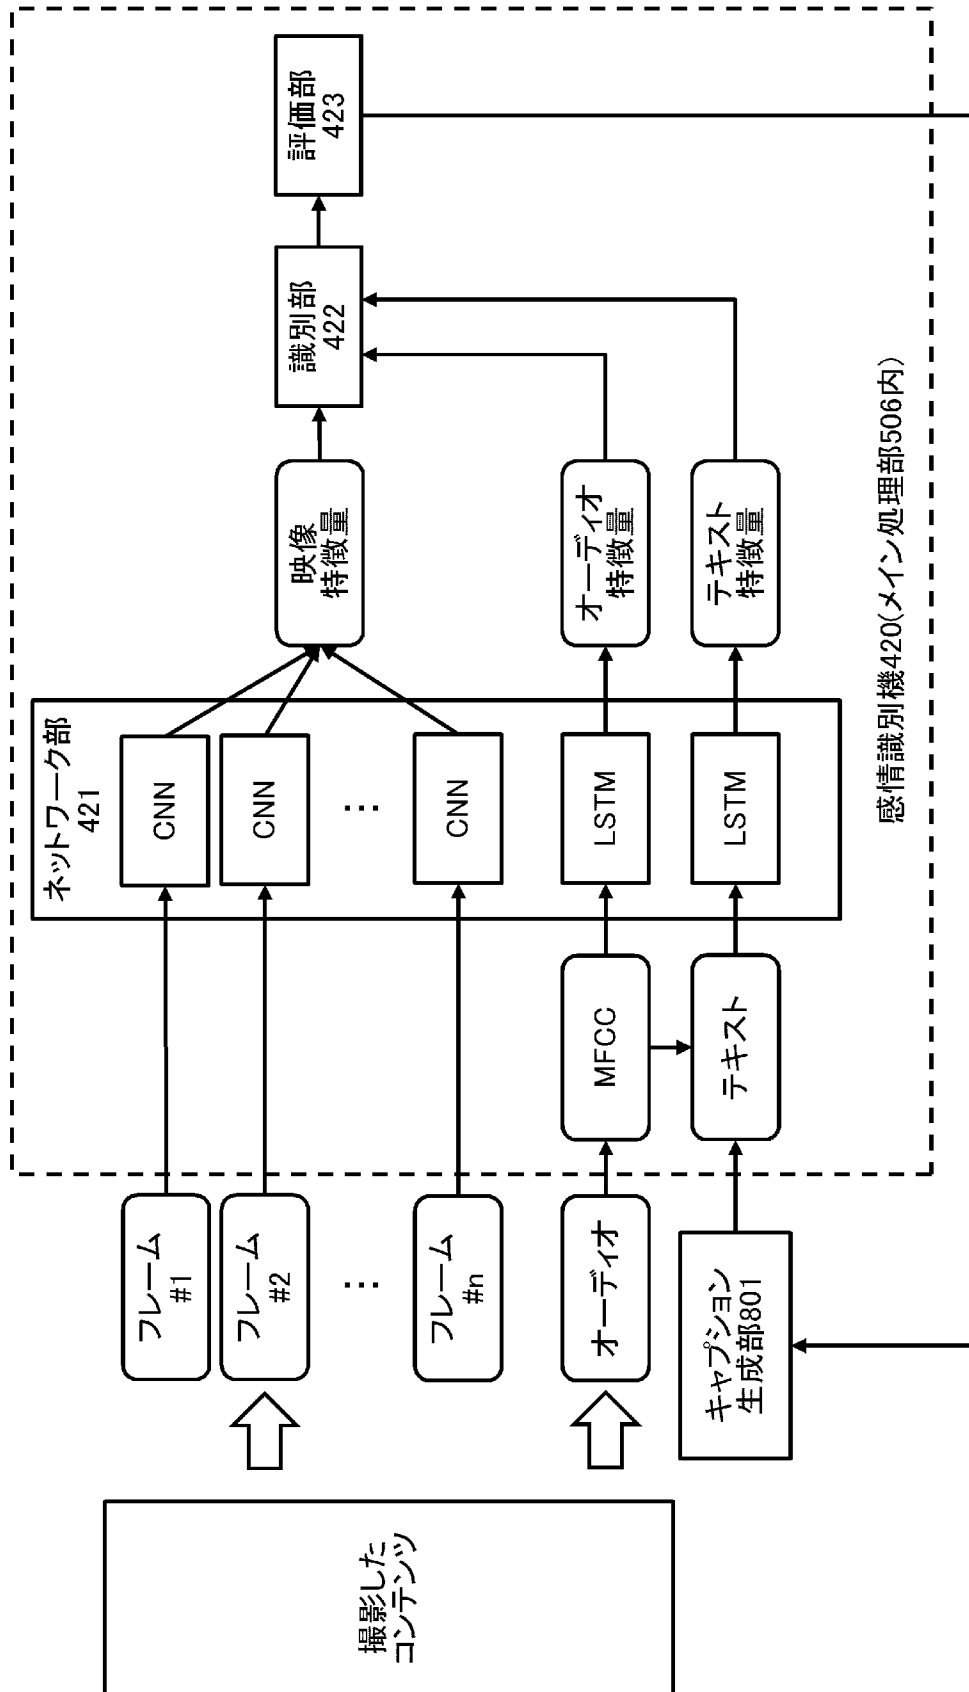 撮影した
コンテンツ
フレーム
#1
フレーム
#2
…
フレーム
#n
オーディオ
キャプション
生成部801
MFCC
テキスト
ネットワーク部
421
CNN
CNN
…
CNN
LSTM
LSTM
映像
特徴量
オーディオ
特徴量
テキスト
特徴量
識別部
422
評価部
423
感情識別機420(メイン処理部506内)